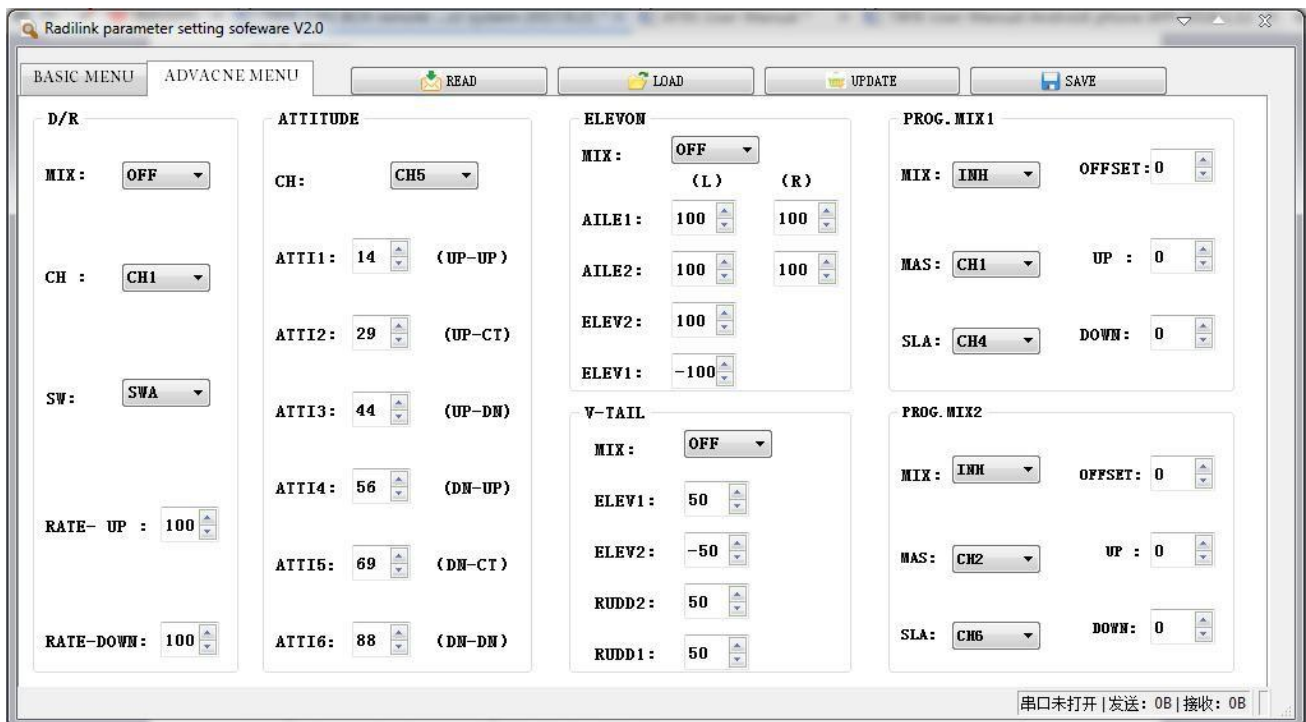 Radilink parameter setting sofeware V2.0
BASIC MENU ADVACNE MENU READ LOAD UPDATE SAVE
D/R
MIX: OFF
CH : CH1
SW: SWA
RATE- UP : 100
RATE-DOWN: 100
ATTITUDE
CH: CH5
ATTI1: 14 (UP-UP)
ATTI2: 29 (UP-CT)
ATTI3: 44 (UP-DN)
ATTI4: 56 (DN-UP)
ATTI5: 69 (DN-CT)
ATTI6: 88 (DN-DN)
ELEVON
MIX: OFF
(L) (R)
AILE1: 100 100
AILE2: 100 100
ELEV2: 100
ELEV1: -100
V-TAIL
MIX: OFF
ELEV1: 50
ELEV2: -50
RUDD2: 50
RUDD1: 50
PROG.MIX1
MIX: INH OFFSET: 0
MAS: CH1 UP : 0
SLA: CH4 DOWN: 0
PROG.MIX2
MIX: INH OFFSET: 0
MAS: CH2 UP : 0
SLA: CH6 DOWN: 0
串口未打开|发送: 0B|接收: 0B